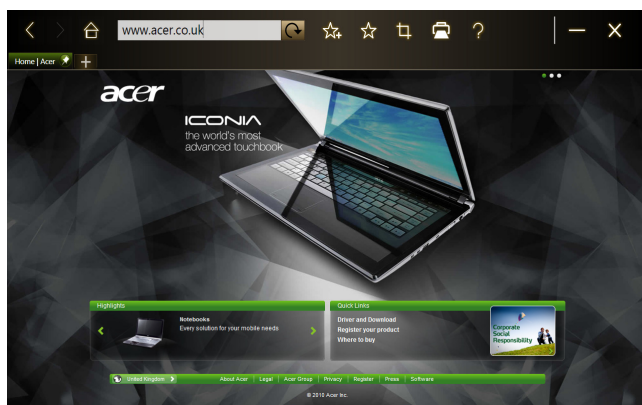 www.acer.co.uk
?
Home | Acer
acer
ICONIA
the world's most
advanced touchbook
Highlights
Notebooks
Every solution for your mobile needs
Quick Links
Driver and Download
Register your product
Where to buy
Corporate
Social
Responsibility
United Kingdom
About Acer | Legal | Acer Group | Privacy | Register | Press | Software
© 2010 Acer Inc.